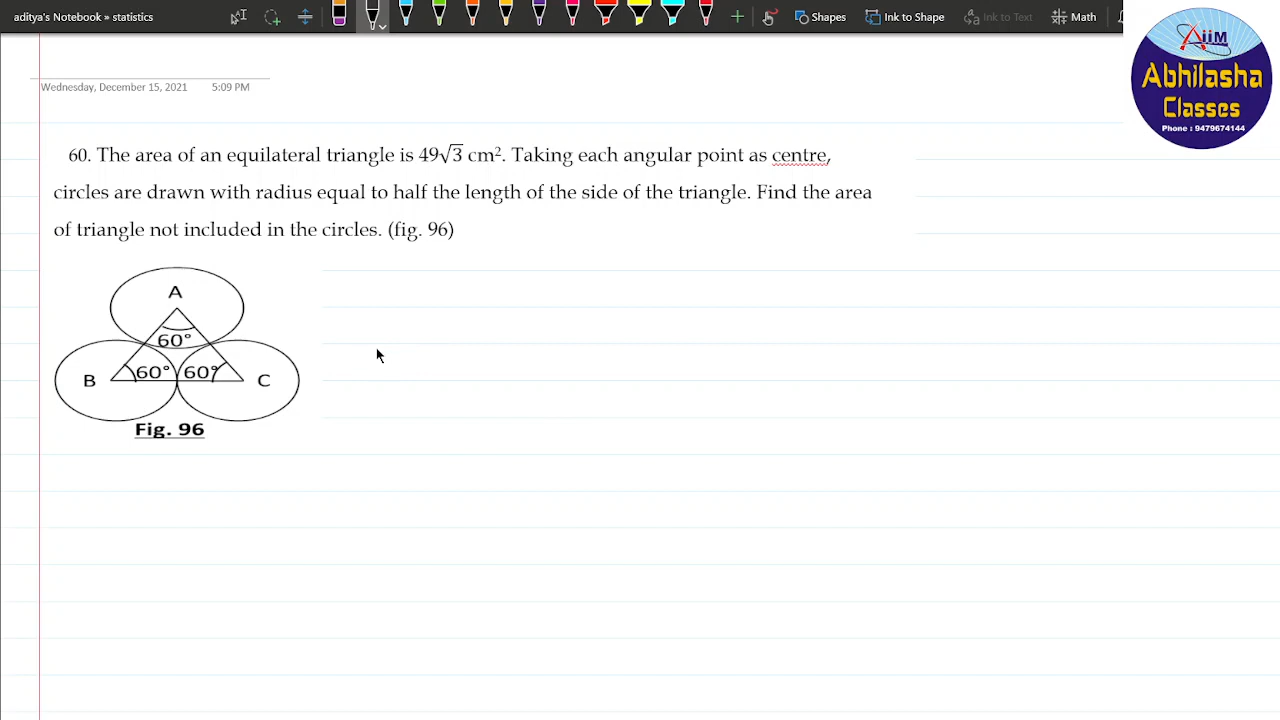 aditya's Notebook » statistics
Shapes
Ink to Shape
Ink to Text
Math
AiiM
Abhilasha
Classes
Phone : 9479674144
Wednesday, December 15, 2021 5:09 PM
60. The area of an equilateral triangle is 49√3 cm². Taking each angular point as centre,
circles are drawn with radius equal to half the length of the side of the triangle. Find the area
of triangle not included in the circles. (fig. 96)
A
60°
B 60° 60° C
Fig. 96